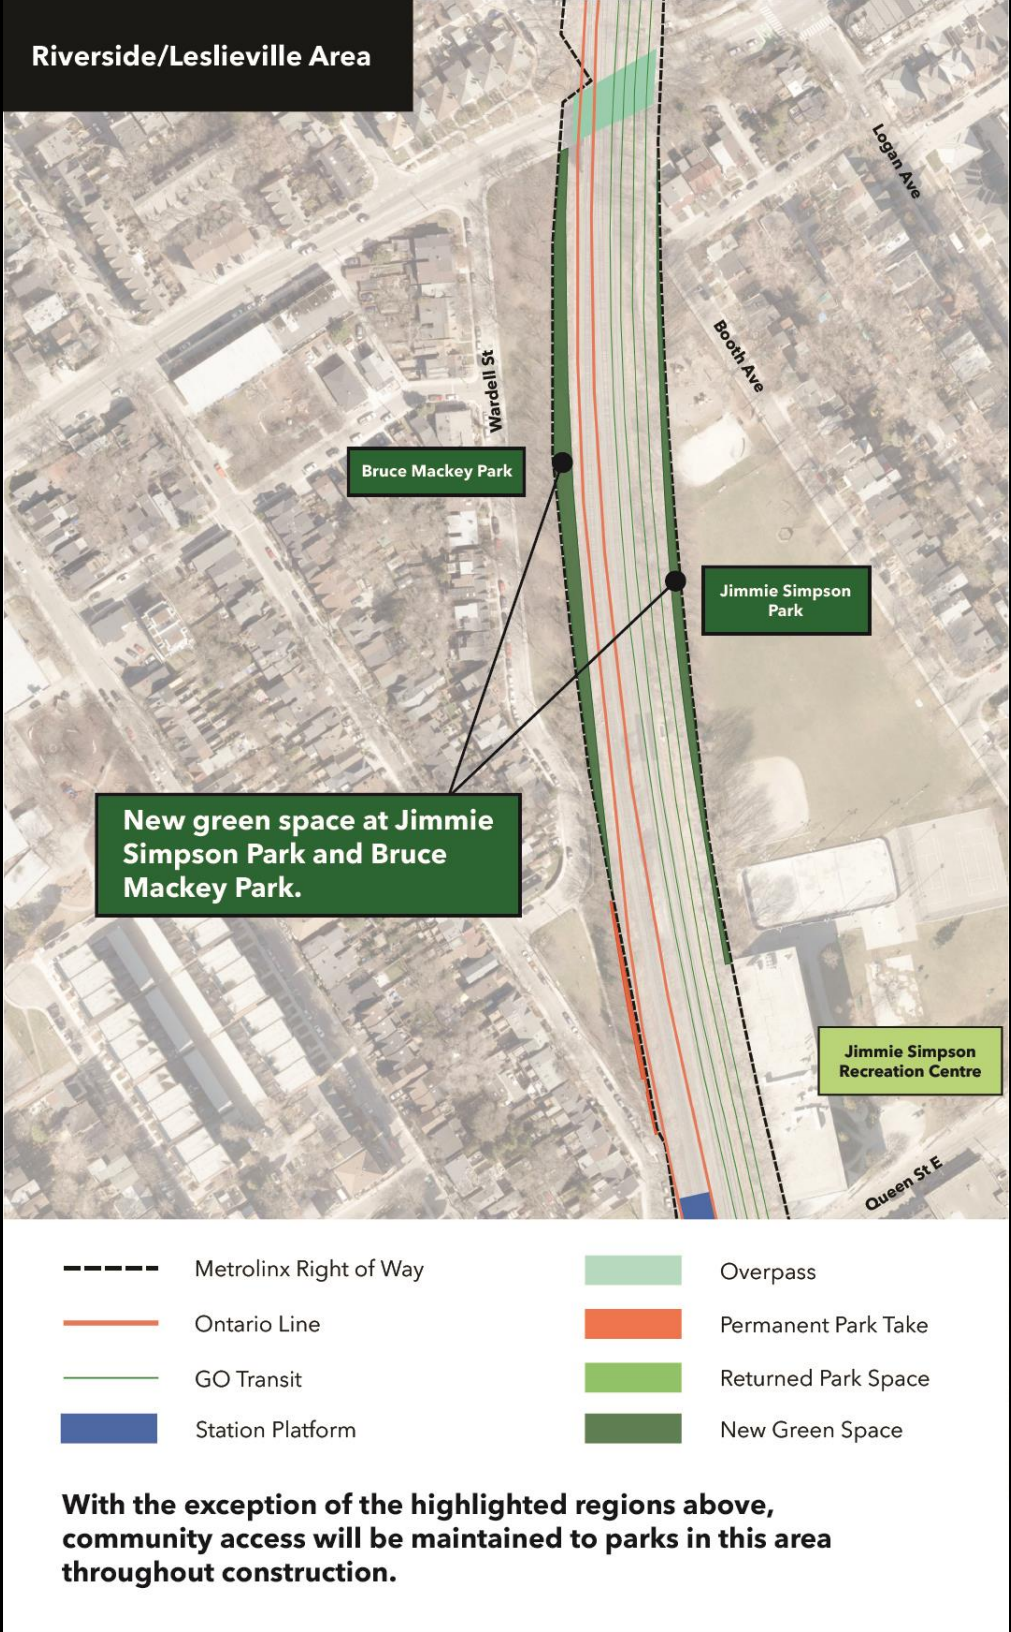 Riverside/Leslieville Area
Logan Ave
Booth Ave
Wardell St
Bruce Mackey Park
Jimmie Simpson
Park
New green space at Jimmie
Simpson Park and Bruce
Mackey Park.
Jimmie Simpson
Recreation Centre
Queen St E
Metrolinx Right of Way
Ontario Line
GO Transit
Station Platform
Overpass
Permanent Park Take
Returned Park Space
New Green Space
With the exception of the highlighted regions above,
community access will be maintained to parks in this area
throughout construction.